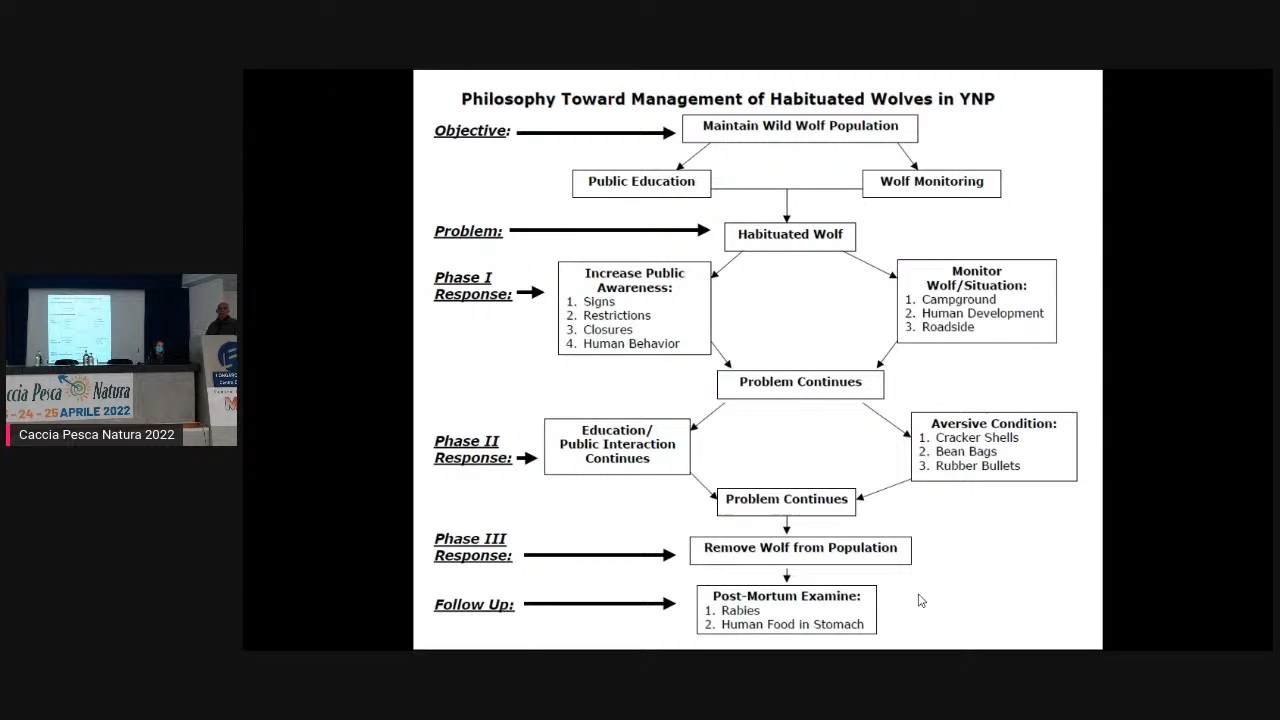 Philosophy Toward Management of Habituated Wolves in YNP
Objective:
Maintain Wild Wolf Population
Public Education
Wolf Monitoring
Problem:
Habituated Wolf
Phase I
Response:
Increase Public
Awareness:
1. Signs
2. Restrictions
3. Closures
4. Human Behavior
Monitor
Wolf/Situation:
1. Campground
2. Human Development
3. Roadside
Problem Continues
Phase II
Response:
Education/
Public Interaction
Continues
Aversive Condition:
1. Cracker Shells
2. Bean Bags
3. Rubber Bullets
Problem Continues
Phase III
Response:
Remove Wolf from Population
Follow Up:
Post-Mortum Examine:
1. Rabies
2. Human Food in Stomach
ccia Pesca Natura
- 24 - 25 APRILE 2022
Caccia Pesca Natura 2022